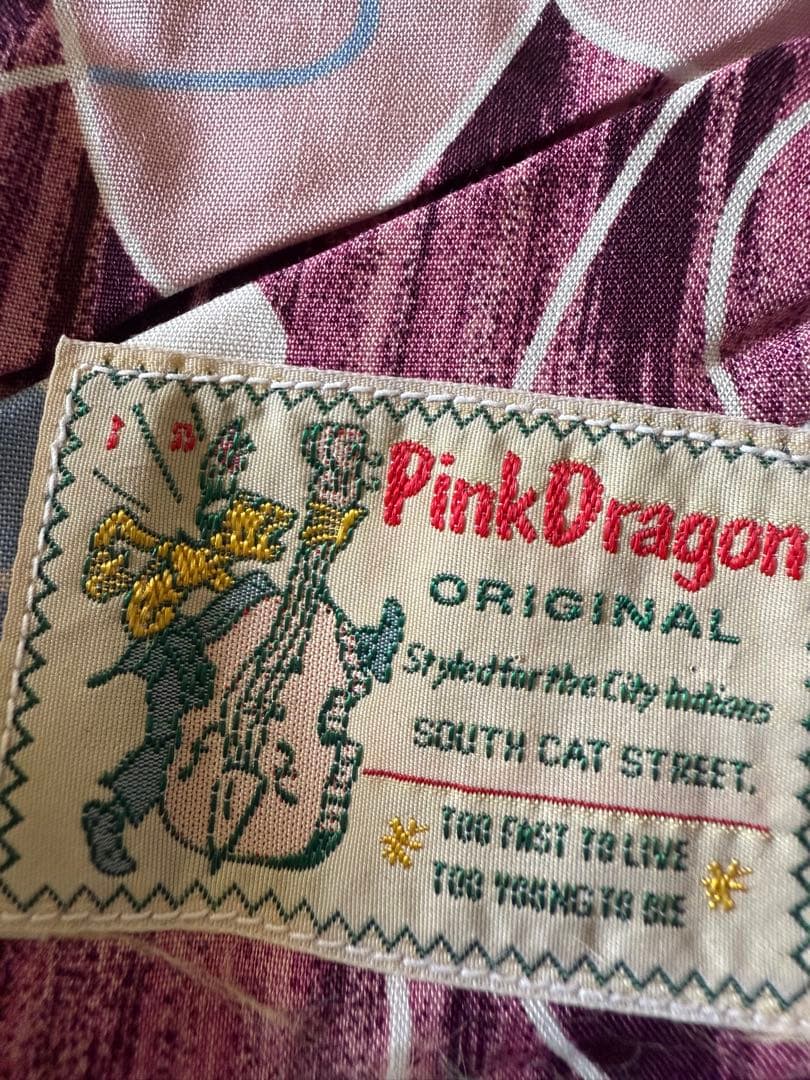 PinkDragon
ORIGINAL
Styled for the City Indians
SOUTH CAT STREET.
TOO FAST TO LIVE
TOO YOUNG TO DIE